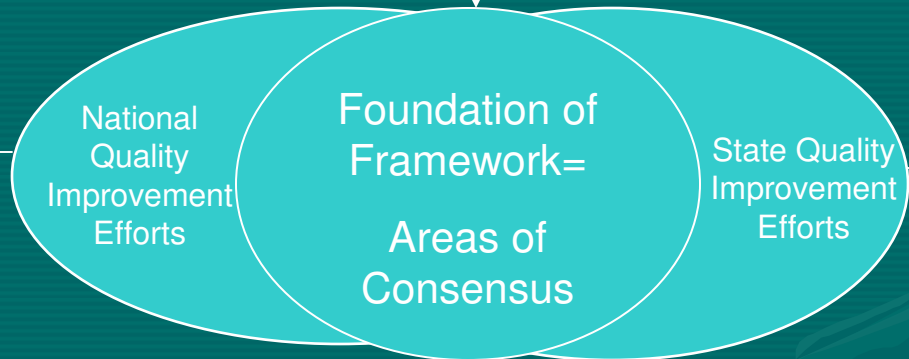 National
Quality
Improvement
Efforts
Foundation of
Framework=
Areas of
Consensus
State Quality
Improvement
Efforts